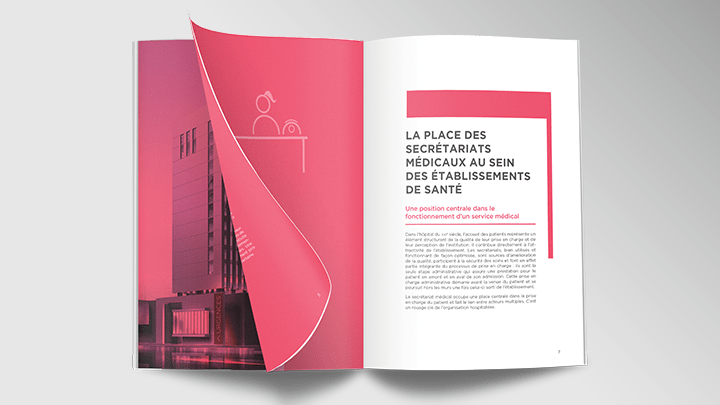 URGENCES
LA PLACE DES
SECRÉTARIATS
MÉDICAUX AU SEIN
DES ÉTABLISSEMENTS
DE SANTÉ
Une position centrale dans le
fonctionnement d'un service médical
Dans l'hôpital du siècle, l'accueil des patients représente un
élément structurant de la qualité de leur prise en charge et de
leur perception de l'institution. Il contribue directement à l'at-
tractivité de l'établissement. Les secrétariats, bien utilisés et
fonctionnant de façon optimisée, sont sources d'amélioration
de la qualité, participent à la sécurité des soins et font en effet
partie intégrante du processus de prise en charge : ils sont la
seule étape administrative qui assure une prestation pour le
patient en amont et en aval de son admission. Cette prise en
charge administrative démarre avant la venue du patient et se
poursuit hors les murs une fois celui-ci sorti de l'établissement.
Le secrétariat médical occupe une place centrale dans la prise
en charge du patient et fait le lien entre acteurs multiples. C'est
un rouage clé de l'organisation hospitalière.
7